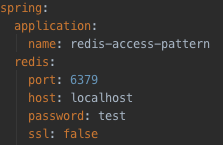 spring:
  application:
    name: redis-access-pattern
  redis:
    port: 6379
    host: localhost
    password: test
    ssl: false